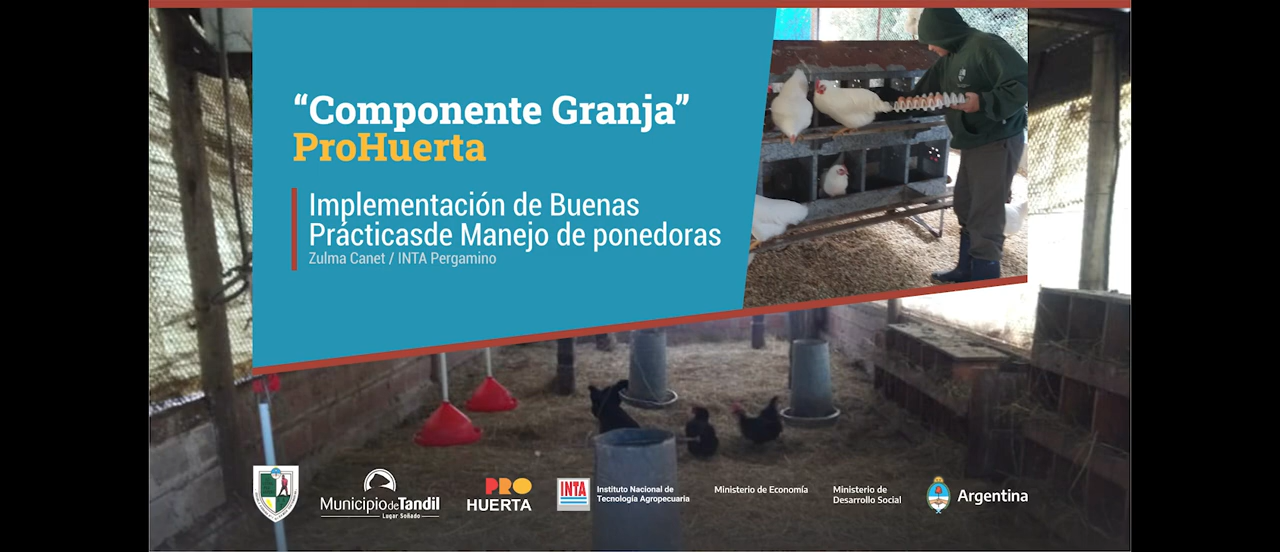 “Componente Granja”
ProHuerta
Implementación de Buenas
Prácticasde Manejo de ponedoras
Zulma Canet / INTA Pergamino
Municipio de Tandil
Lugar Soñado
PRO
HUERTA
INTA
Instituto Nacional de
Tecnología Agropecuaria
Ministerio de Economía
Ministerio de
Desarrollo Social
Argentina